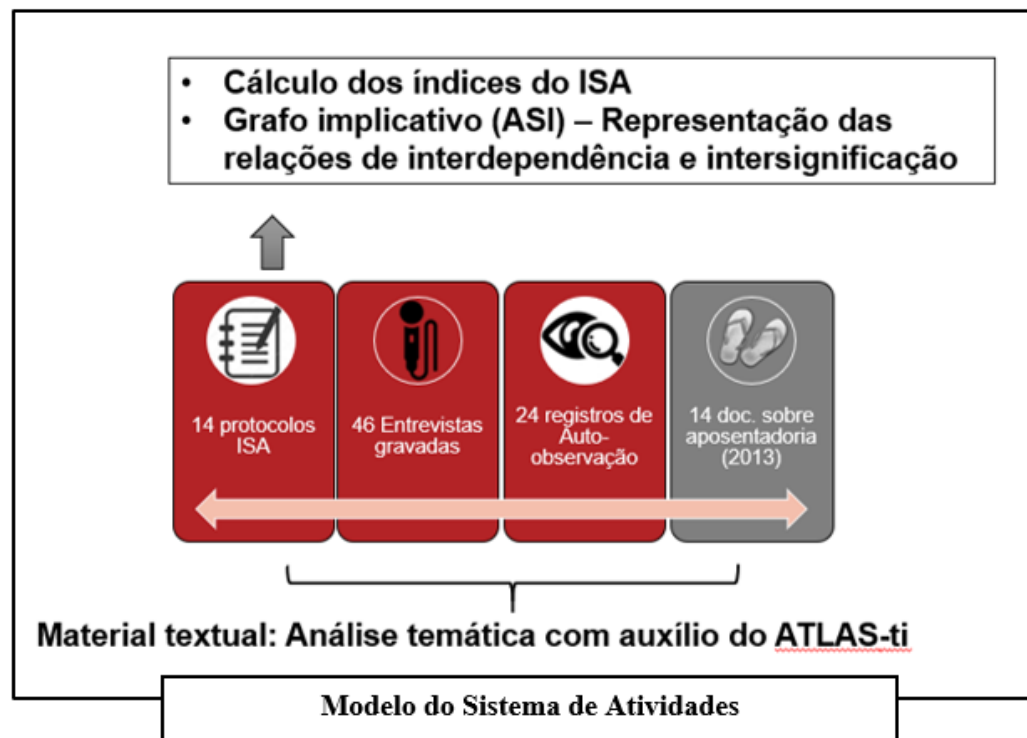 • Cálculo dos índices do ISA
• Grafo implicativo (ASI) – Representação das
relações de interdependência e intersignificação
14 protocolos
ISA
46 Entrevistas
gravadas
24 registros de
Auto-
observação
14 doc. sobre
aposentadoria
(2013)
Material textual: Análise temática com auxílio do ATLAS-ti
Modelo do Sistema de Atividades